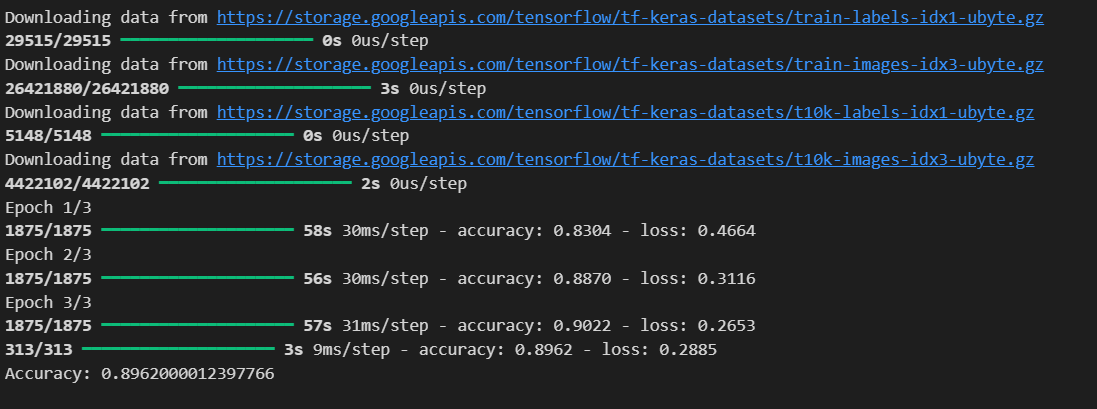 Downloading data from https://storage.googleapis.com/tensorflow/tf-keras-datasets/train-labels-idx1-ubyte.gz
29515/29515 ━━━━━━━━━━━━━━━━━━━━ 0s 0us/step
Downloading data from https://storage.googleapis.com/tensorflow/tf-keras-datasets/train-images-idx3-ubyte.gz
26421880/26421880 ━━━━━━━━━━━━━━━━━━━━ 3s 0us/step
Downloading data from https://storage.googleapis.com/tensorflow/tf-keras-datasets/t10k-labels-idx1-ubyte.gz
5148/5148 ━━━━━━━━━━━━━━━━━━━━ 0s 0us/step
Downloading data from https://storage.googleapis.com/tensorflow/tf-keras-datasets/t10k-images-idx3-ubyte.gz
4422102/4422102 ━━━━━━━━━━━━━━━━━━━━ 2s 0us/step
Epoch 1/3
1875/1875 ━━━━━━━━━━━━━━━━━━━━ 58s 30ms/step - accuracy: 0.8304 - loss: 0.4664
Epoch 2/3
1875/1875 ━━━━━━━━━━━━━━━━━━━━ 56s 30ms/step - accuracy: 0.8870 - loss: 0.3116
Epoch 3/3
1875/1875 ━━━━━━━━━━━━━━━━━━━━ 57s 31ms/step - accuracy: 0.9022 - loss: 0.2653
313/313 ━━━━━━━━━━━━━━━━━━━━ 3s 9ms/step - accuracy: 0.8962 - loss: 0.2885
Accuracy: 0.8962000012397766